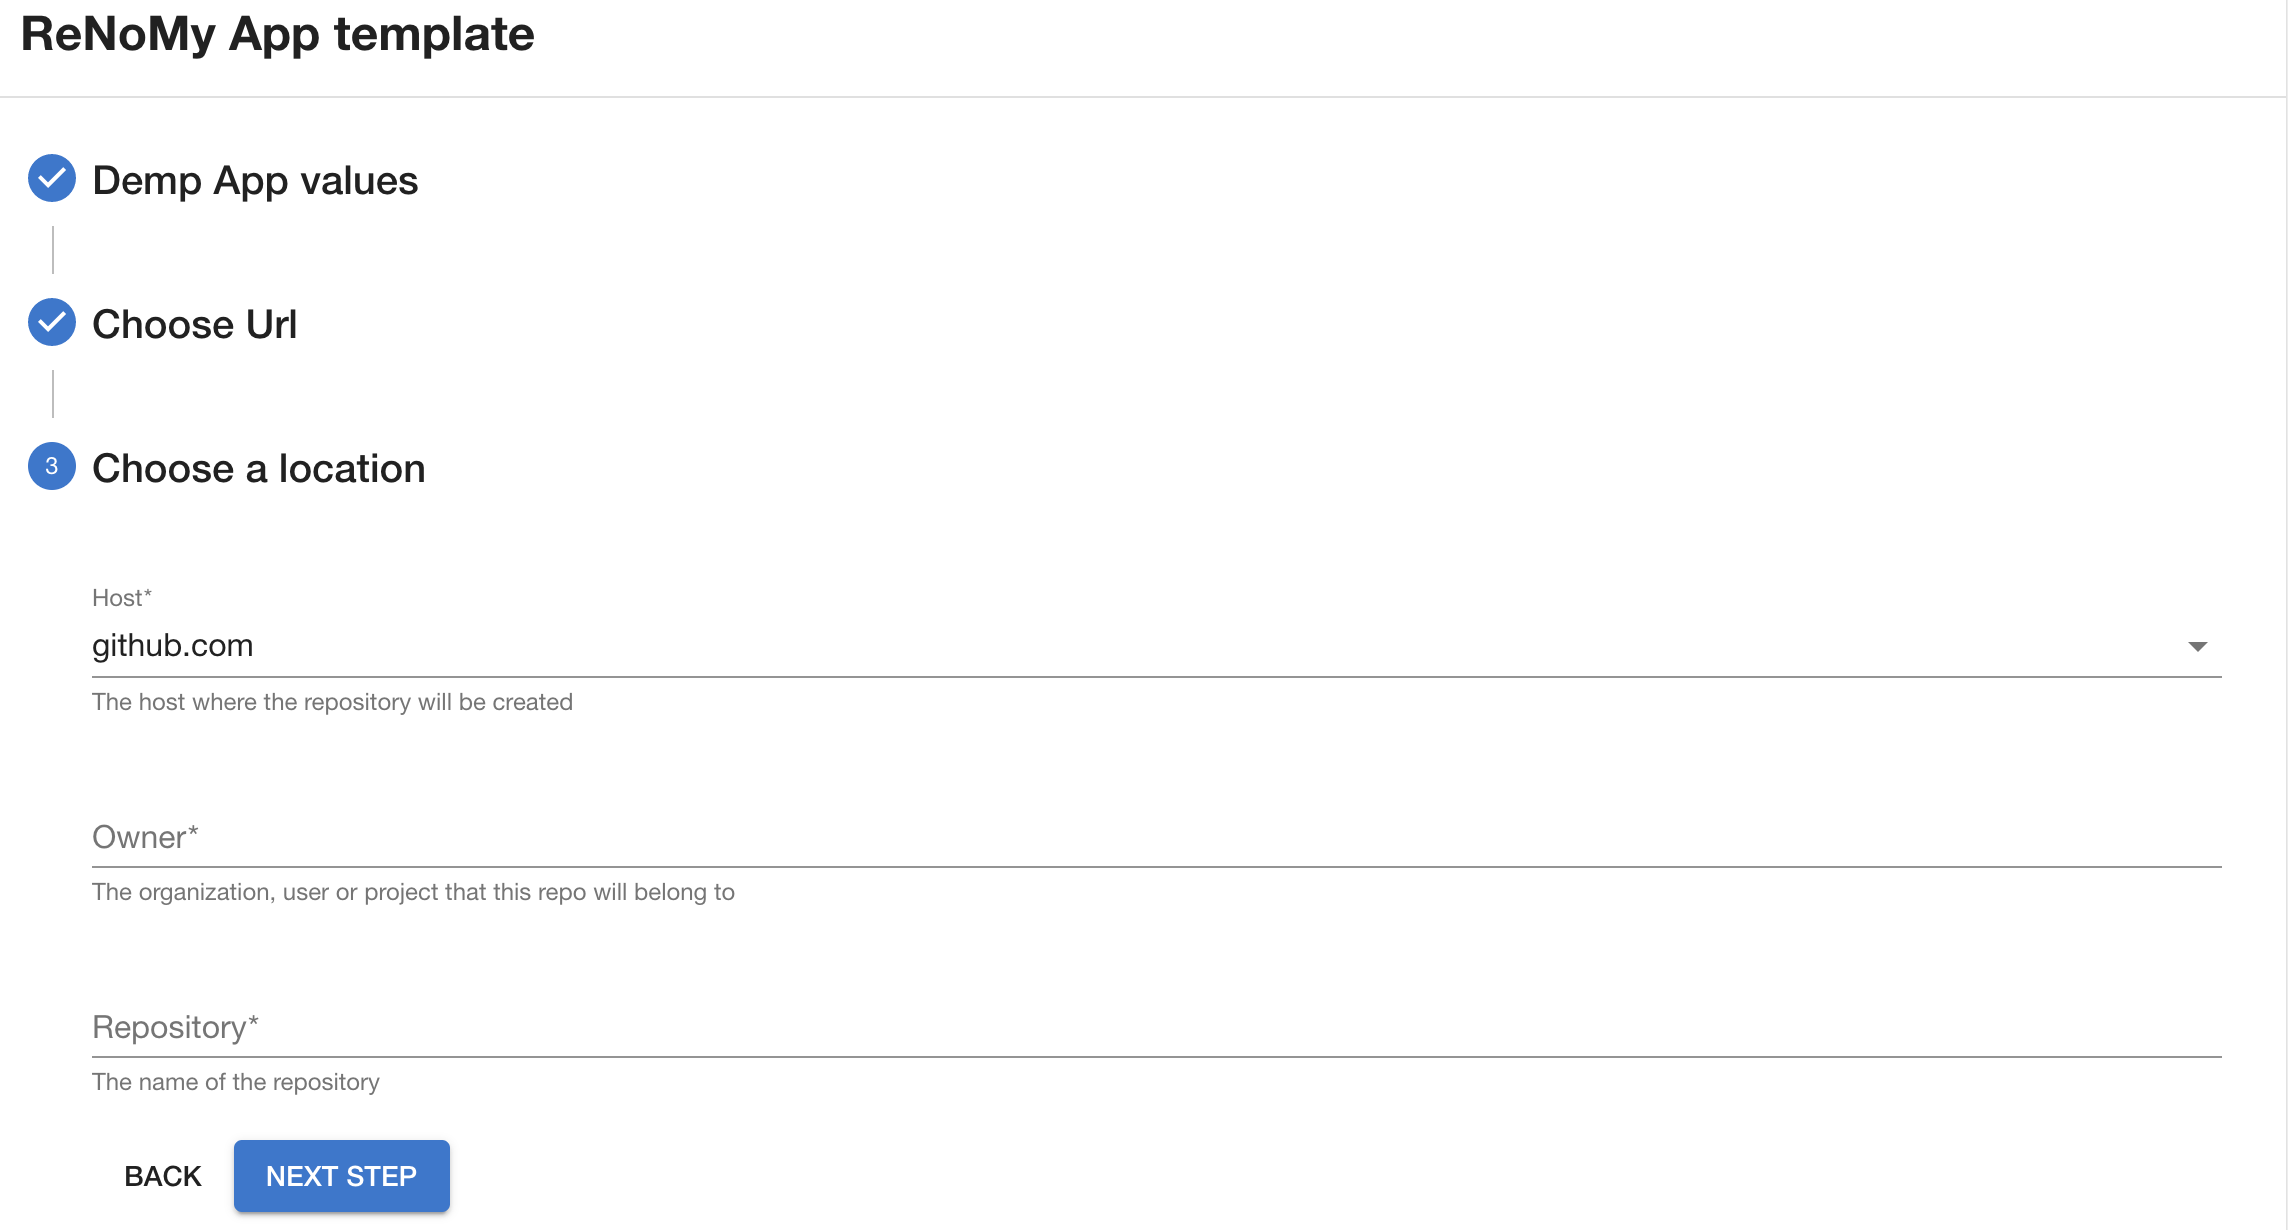 ReNoMy App template
Demp App values
Choose Url
3 Choose a location
Host*
github.com
The host where the repository will be created
Owner*
The organization, user or project that this repo will belong to
Repository*
The name of the repository
BACK NEXT STEP